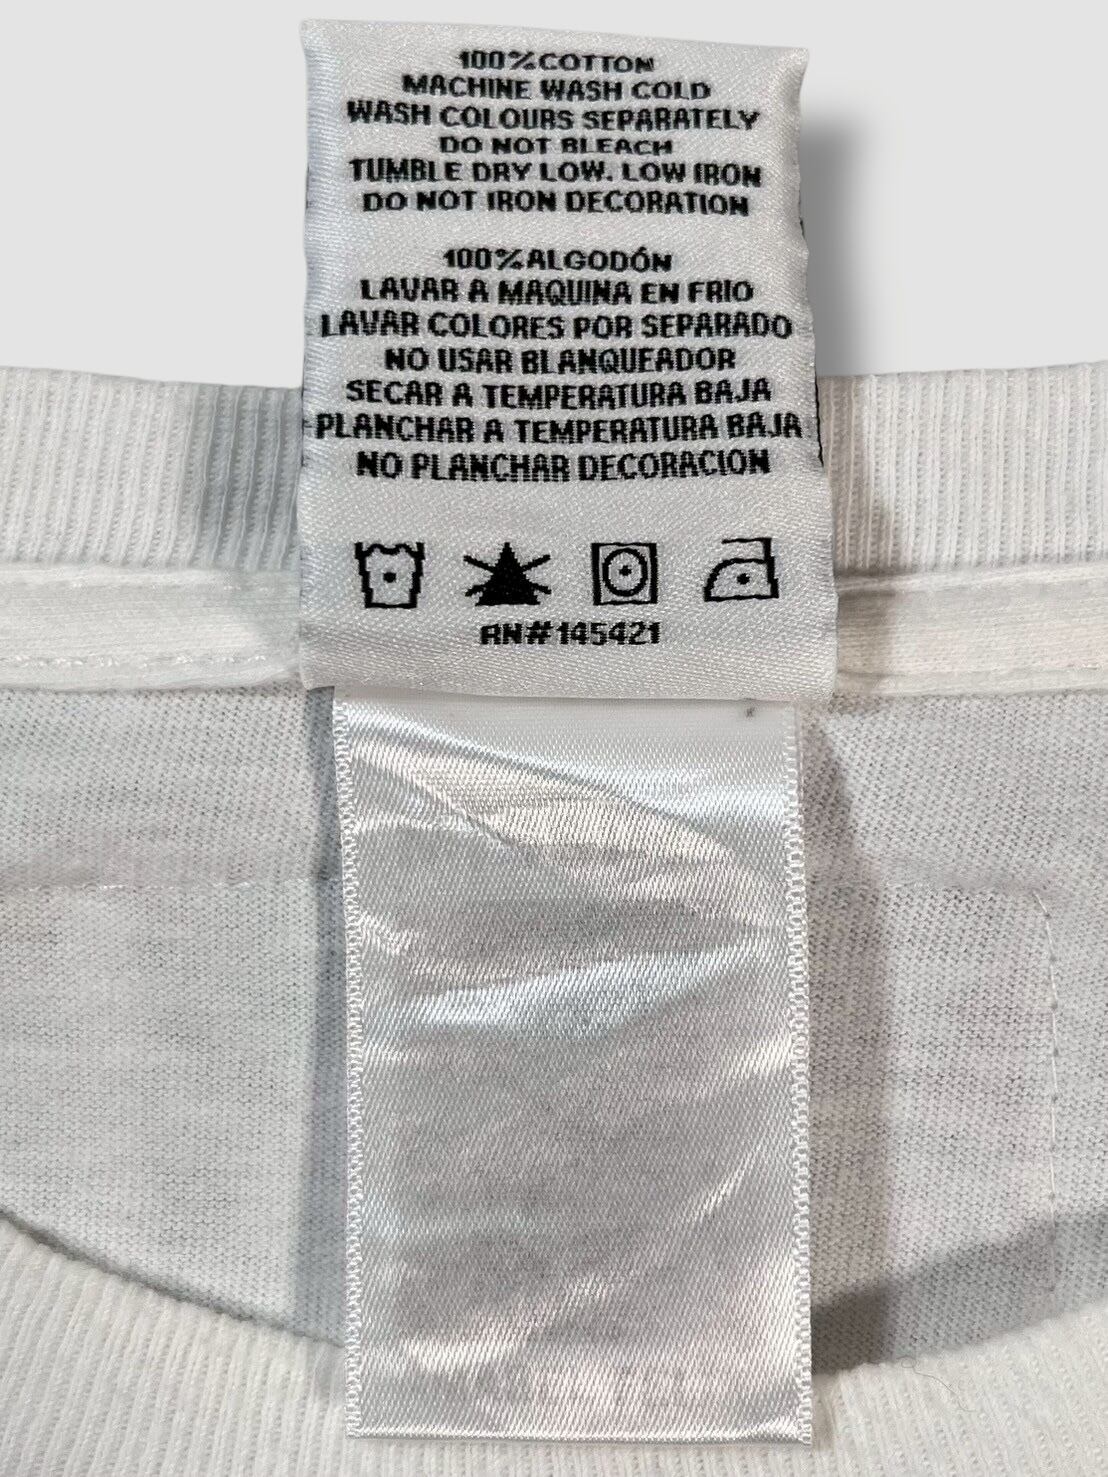 100%COTTON
MACHINE WASH COLD
WASH COLOURS SEPARATELY
DO NOT BLEACH
TUMBLE DRY LOW. LOW IRON
DO NOT IRON DECORATION
100%ALGODÓN
LAVAR A MAQUINA EN FRIO
LAVAR COLORES POR SEPARADO
NO USAR BLANQUEADOR
SECAR A TEMPERATURA BAJA
PLANCHAR A TEMPERATURA BAJA
NO PLANCHAR DECORACION
RN#145421